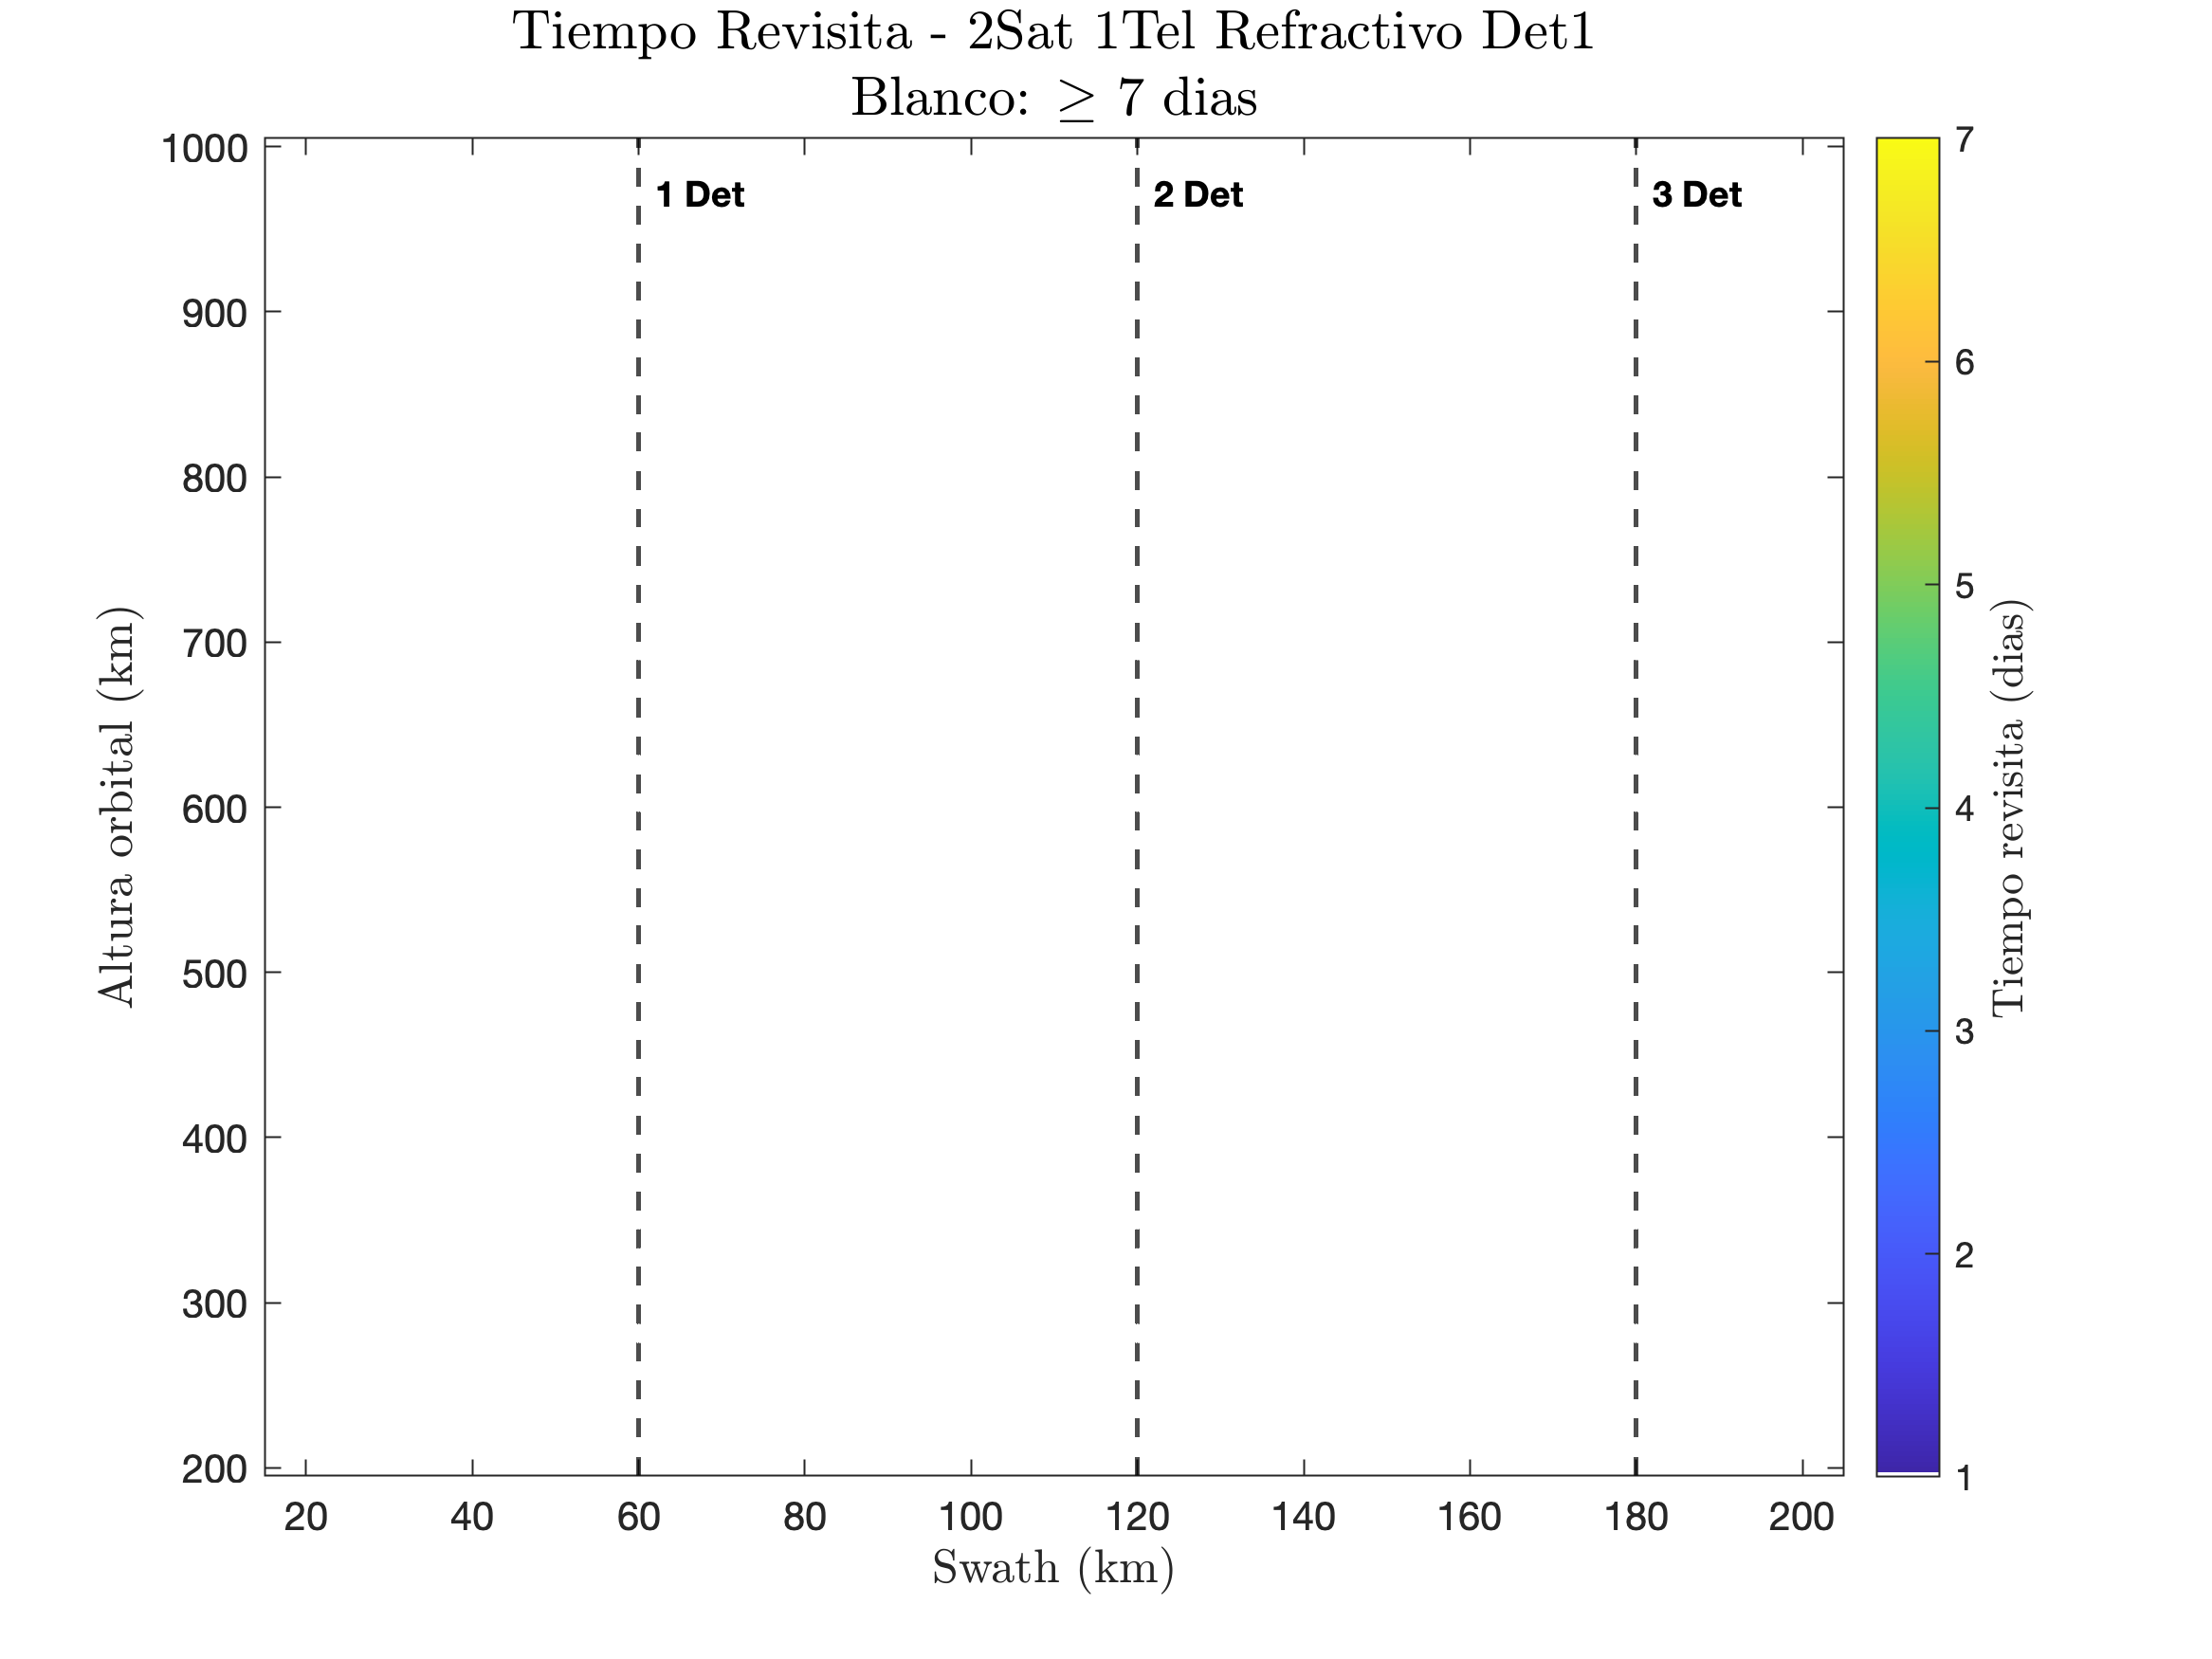 Tiempo Revisita - 2Sat 1Tel Refractivo Det1
Blanco: ≥ 7 dias
1 Det
2 Det
3 Det
Altura orbital (km)
1000
900
800
700
600
500
400
300
200
20 40 60 80 100 120 140 160 180 200
Swath (km)
7
6
5
4
3
2
1
Tiempo revisita (dias)